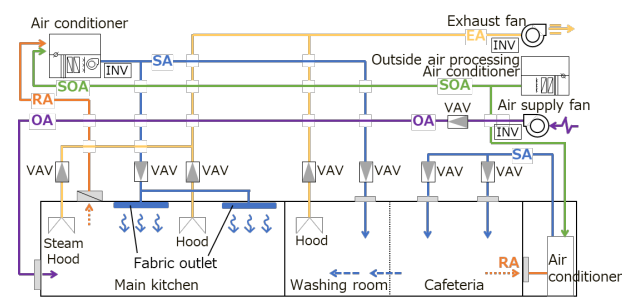 Air conditioner
Exhaust fan
EA
INV
SA
INV
Outside air processing
Air conditioner
SOA
SOA
RA
VAV
Air supply fan
OA
OA
INV
SA
VAV
VAV
VAV
VAV
VAV
VAV
VAV
Steam
Hood
Hood
Hood
Fabric outlet
RA
Air
conditioner
Main kitchen
Washing room
Cafeteria